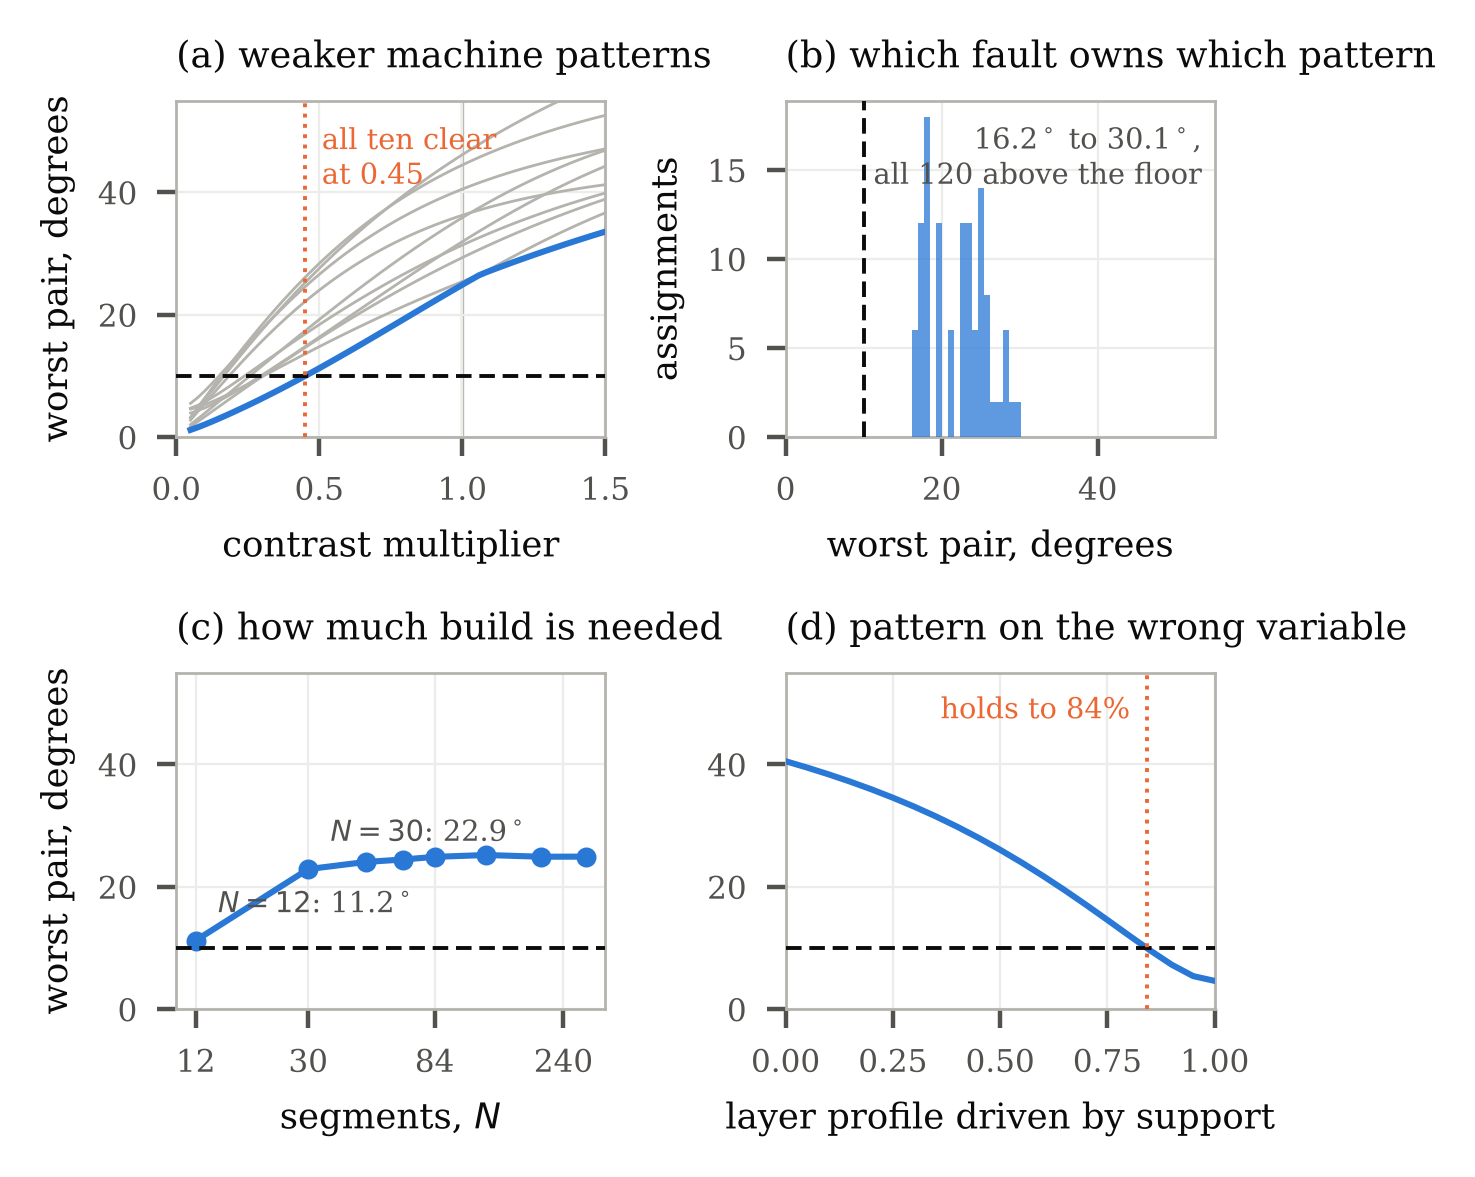 (a) weaker machine patterns
worst pair, degrees
40
20
0
all ten clear
at 0.45
0.0 0.5 1.0 1.5
contrast multiplier
(b) which fault owns which pattern
assignments
15
10
5
0
16.2° to 30.1°,
all 120 above the floor
0 20 40
worst pair, degrees
(c) how much build is needed
worst pair, degrees
40
20
0
N = 30: 22.9°
N = 12: 11.2°
12 30 84 240
segments, N
(d) pattern on the wrong variable
40
20
0
holds to 84%
0.00 0.25 0.50 0.75 1.00
layer profile driven by support